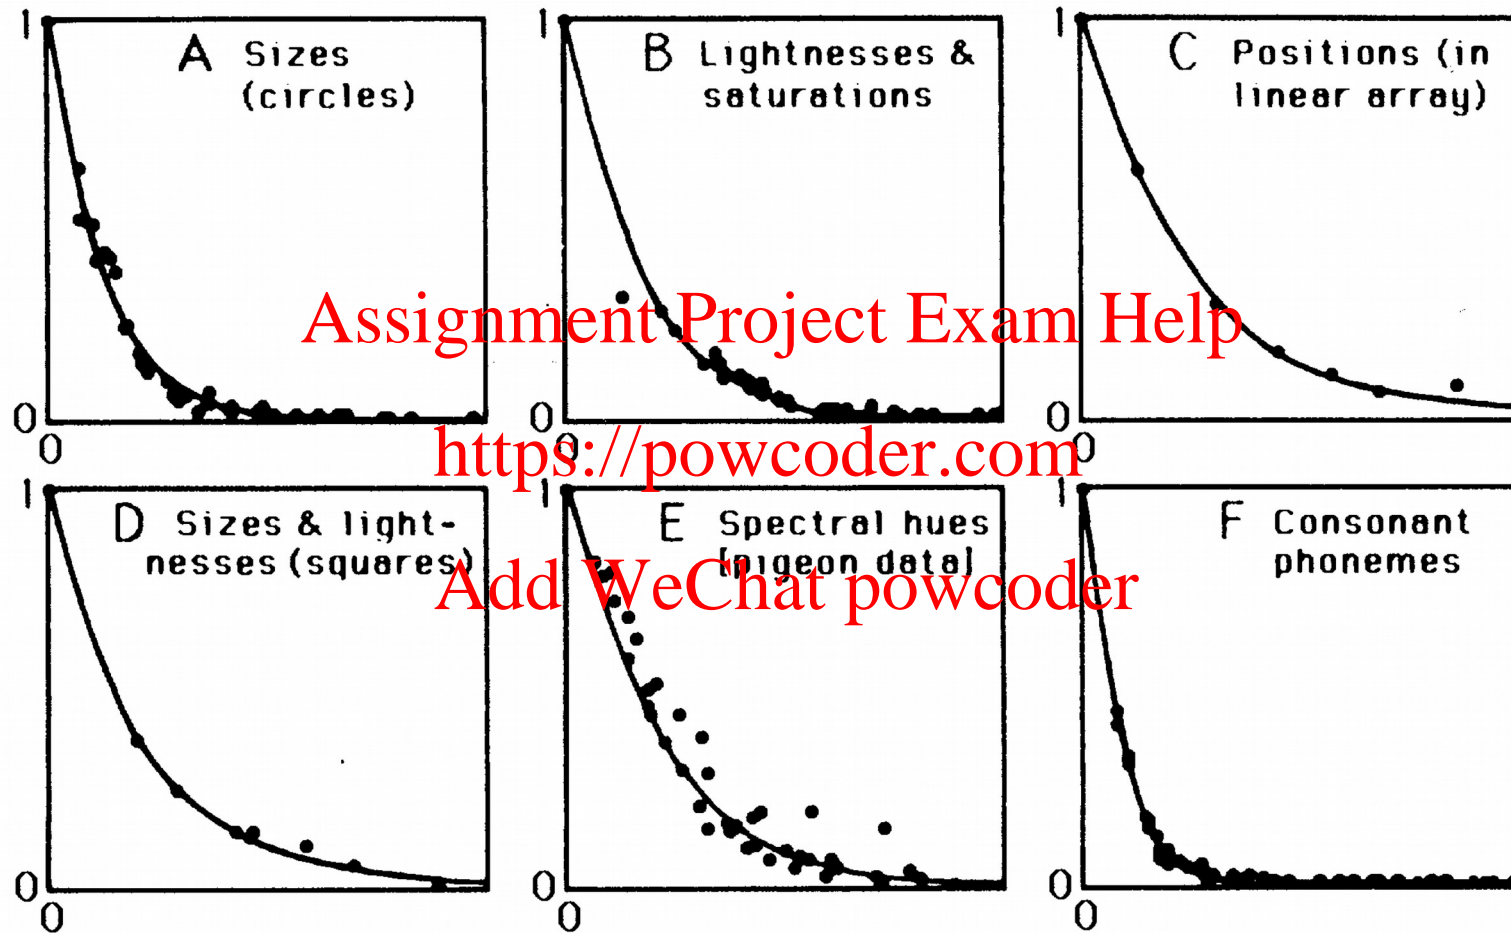 1
A Sizes
(circles)
0
0
1
B Lightnesses &
saturations
0
0
1
C Positions (in
linear array)
0
0
Assignment Project Exam Help
https://powcoder.com
1
D Sizes & light-
nesses (squares)
0
0
1
E Spectral hues
[pigeon data]
0
0
1
F Consonant
phonemes
0
0
Add WeChat powcoder